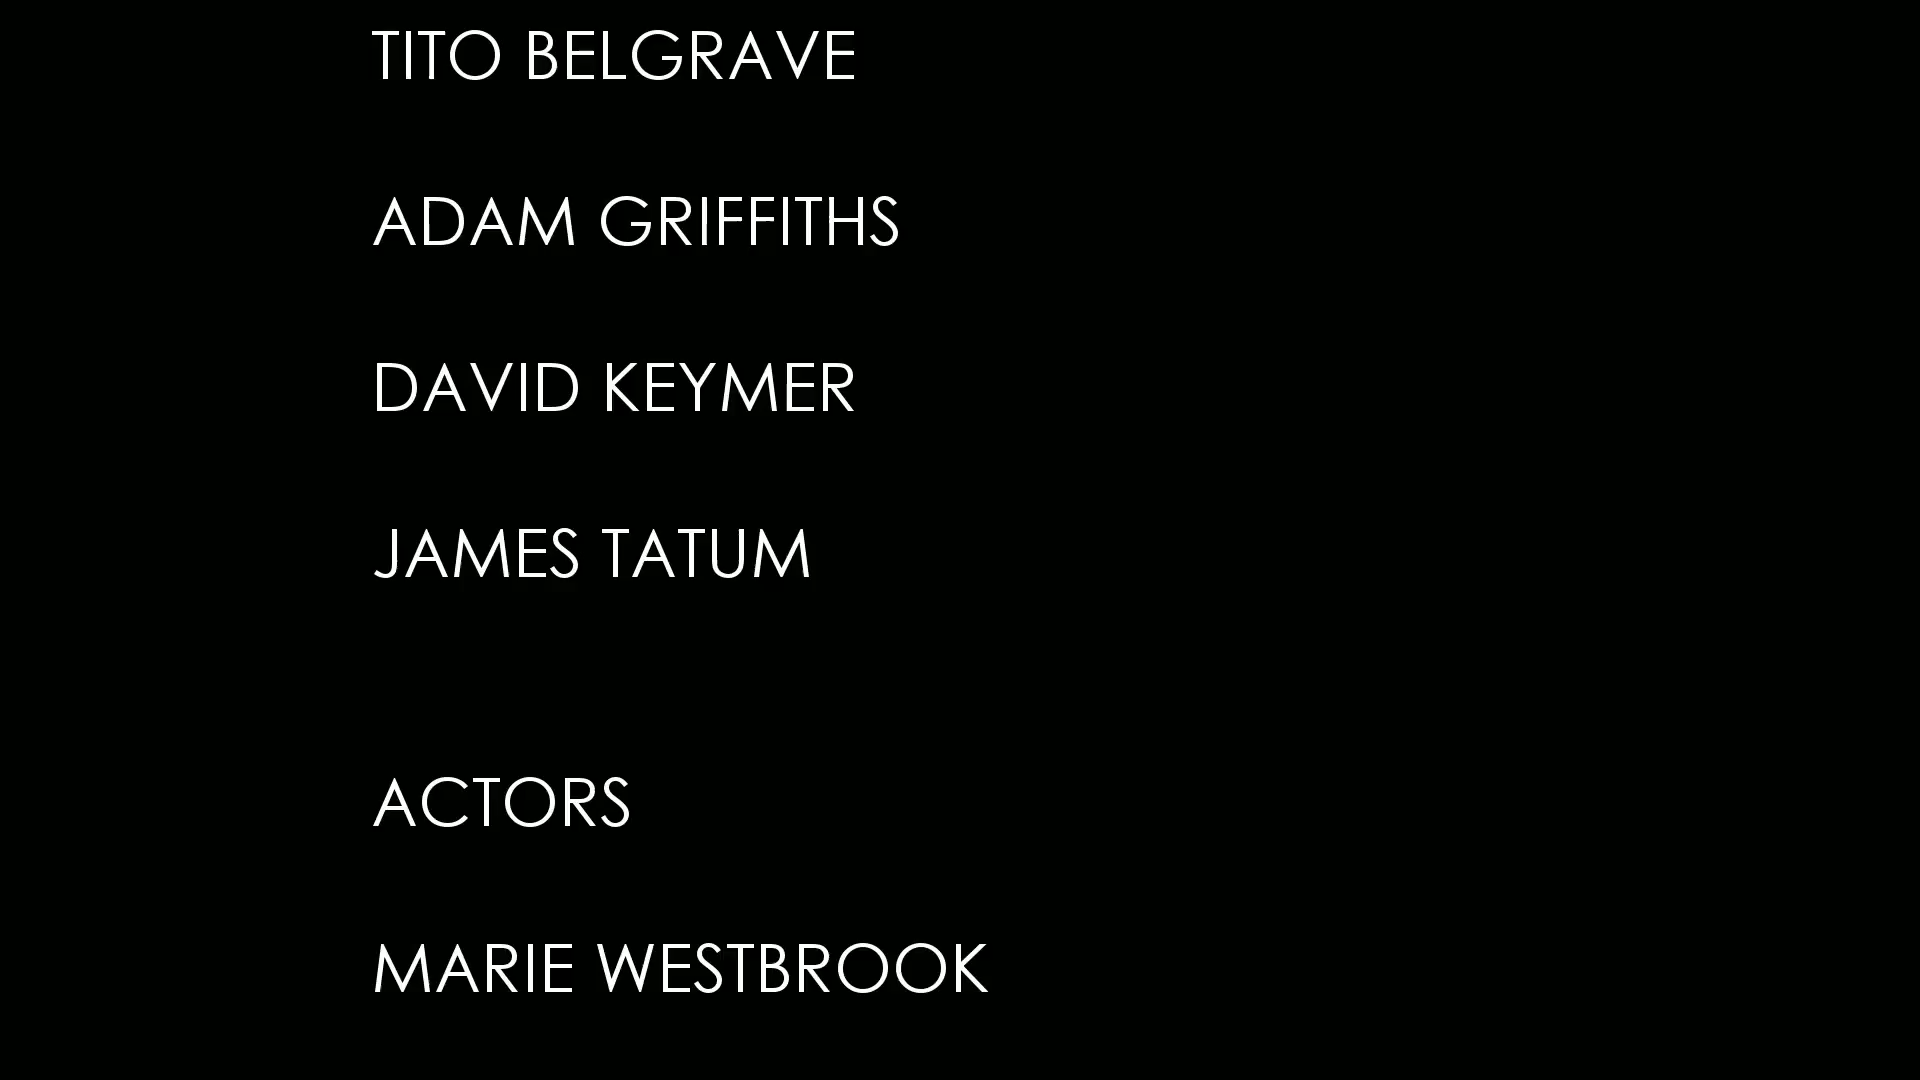 TITO BELGRAVE
ADAM GRIFFITHS
DAVID KEYMER
JAMES TATUM
ACTORS
MARIE WESTBROOK